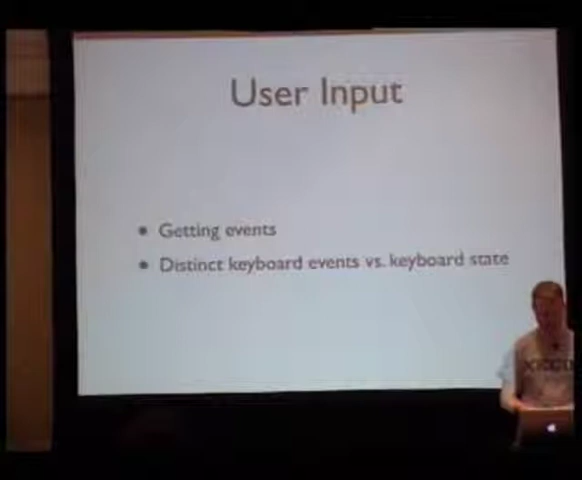 User Input
• Getting events
• Distinct keyboard events vs. keyboard state